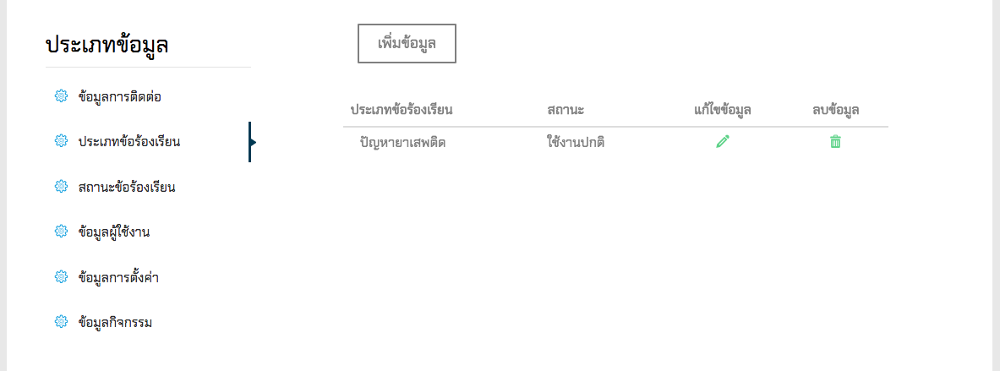 ประเภทข้อมูล
ข้อมูลการติดต่อ
ประเภทข้อร้องเรียน
สถานะข้อร้องเรียน
ข้อมูลผู้ใช้งาน
ข้อมูลการตั้งค่า
ข้อมูลกิจกรรม
เพิ่มข้อมูล
ประเภทข้อร้องเรียน สถานะ แก้ไขข้อมูล ลบข้อมูล
ปัญหายาเสพติด ใช้งานปกติ